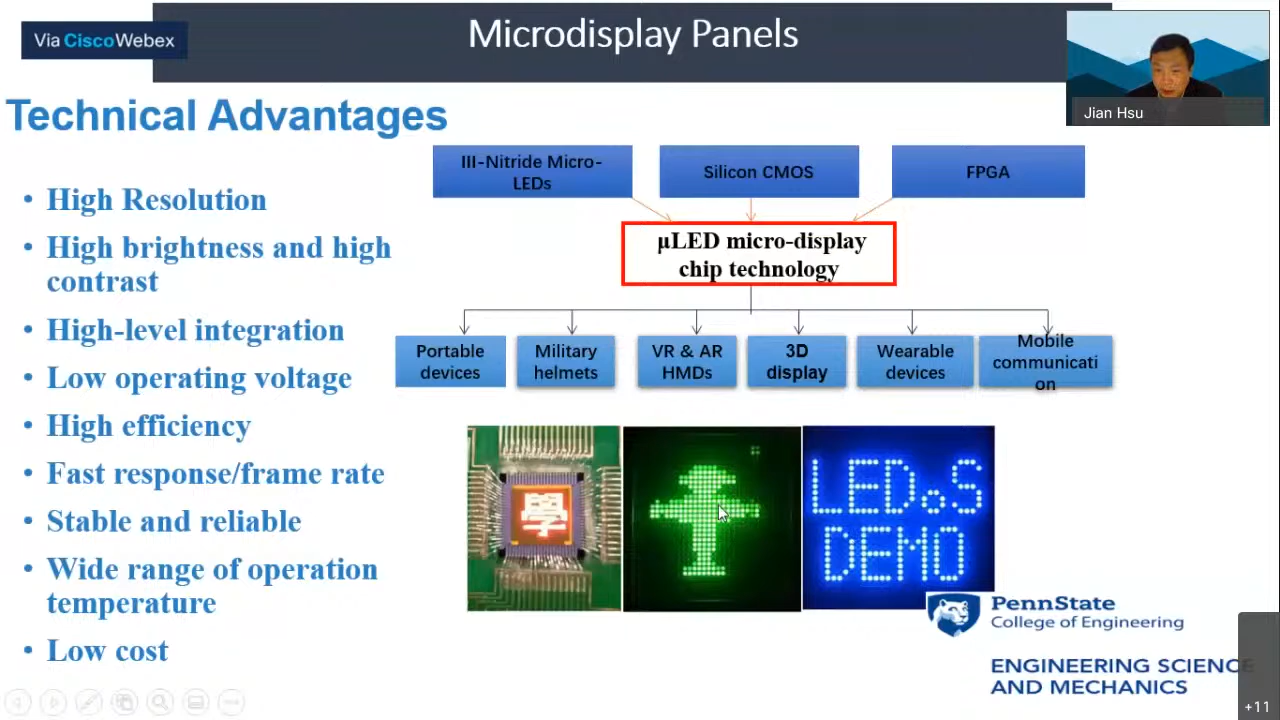 Via CiscoWebex
Microdisplay Panels
Jian Hsu
Technical Advantages
• High Resolution
• High brightness and high
contrast
• High-level integration
• Low operating voltage
• High efficiency
• Fast response/frame rate
• Stable and reliable
• Wide range of operation
temperature
• Low cost
III-Nitride Micro-
LEDs
Silicon CMOS
FPGA
μLED micro-display
chip technology
Portable
devices
Military
helmets
VR & AR
HMDs
3D
display
Wearable
devices
Mobile
communicati
on
學
LEDoS
DEMO
PennState
College of Engineering
ENGINEERING SCIENCE
AND MECHANICS
+11